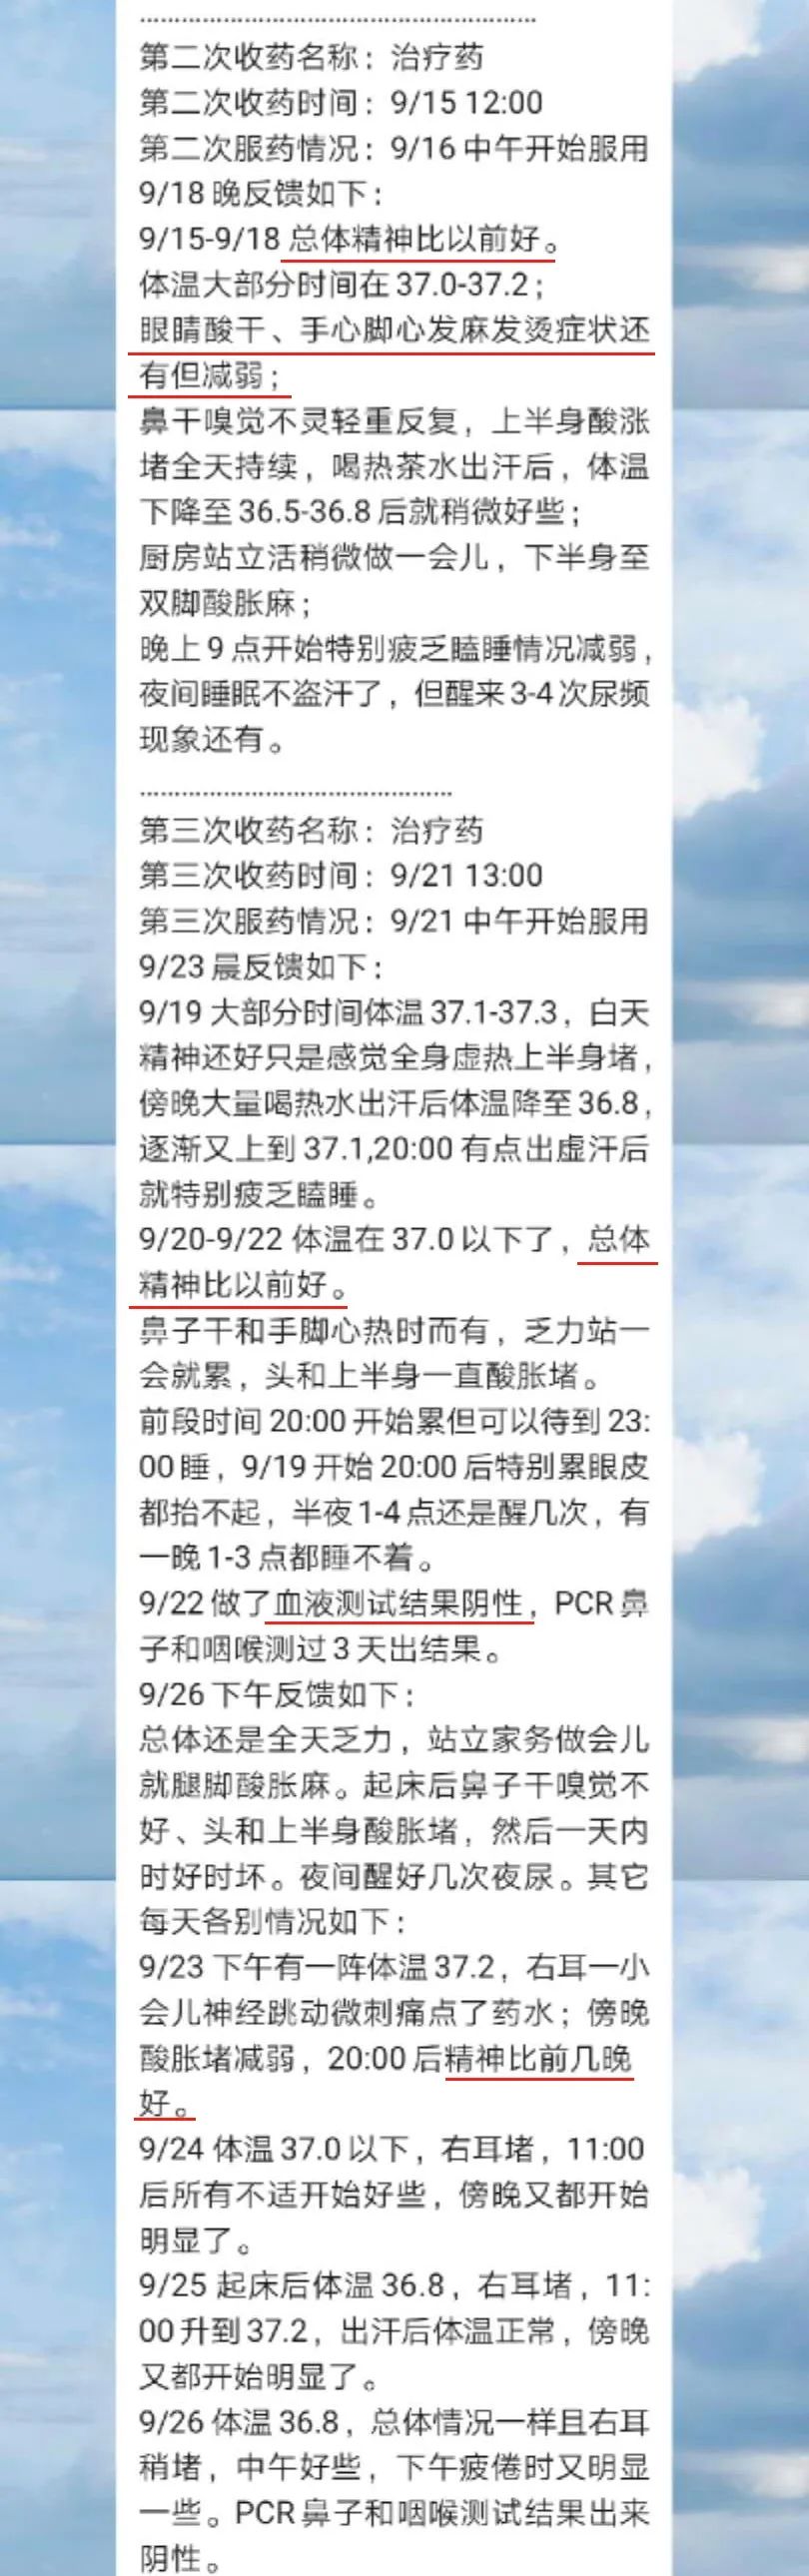 第二次收药名称：治疗药
第二次收药时间：9/15 12:00
第二次服药情况：9/16 中午开始服用
9/18 晚反馈如下：
9/15-9/18 总体精神比以前好。
体温大部分时间在 37.0-37.2；
眼睛酸干、手心脚心发麻发烫症状还
有但减弱；
鼻干嗅觉不灵轻重反复，上半身酸涨
堵全天持续，喝热茶水出汗后，体温
下降至 36.5-36.8 后就稍微好些；
厨房站立活稍微做一会儿，下半身至
双脚酸胀麻；
晚上 9 点开始特别疲乏瞌睡情况减弱，
夜间睡眠不盗汗了，但醒来 3-4 次尿频
现象还有。
第三次收药名称：治疗药
第三次收药时间：9/21 13:00
第三次服药情况：9/21 中午开始服用
9/23 晨反馈如下：
9/19 大部分时间体温 37.1-37.3，白天
精神还好只是感觉全身虚热上半身堵，
傍晚大量喝热水出汗后体温降至 36.8，
逐渐又上到 37.1,20:00 有点出虚汗后
就特别疲乏瞌睡。
9/20-9/22 体温在 37.0 以下了，总体
精神比以前好。
鼻子干和手脚心热时而有，乏力站一
会就累，头和上半身一直酸胀堵。
前段时间 20:00 开始累但可以待到 23:
00 睡，9/19 开始 20:00 后特别累眼皮
都抬不起，半夜 1-4 点还是醒几次，有
一晚 1-3 点都睡不着。
9/22 做了血液测试结果阴性，PCR 鼻
子和咽喉测过 3 天出结果。
9/26 下午反馈如下：
总体还是全天乏力，站立家务做会儿
就腿脚酸胀麻。起床后鼻子干嗅觉不
好、头和上半身酸胀堵，然后一天内
时好时坏。夜间醒好几次夜尿。其它
每天各别情况如下：
9/23 下午有一阵体温 37.2，右耳一小
会儿神经跳动微刺痛点了药水；傍晚
酸胀堵减弱，20:00 后精神比前几晚
好。
9/24 体温 37.0 以下，右耳堵，11:00
后所有不适开始好些，傍晚又都开始
明显了。
9/25 起床后体温 36.8，右耳堵，11:
00 升到 37.2，出汗后体温正常，傍晚
又都开始明显了。
9/26 体温 36.8，总体情况一样且右耳
稍堵，中午好些，下午疲倦时又明显
一些。PCR 鼻子和咽喉测试结果出来
阴性。